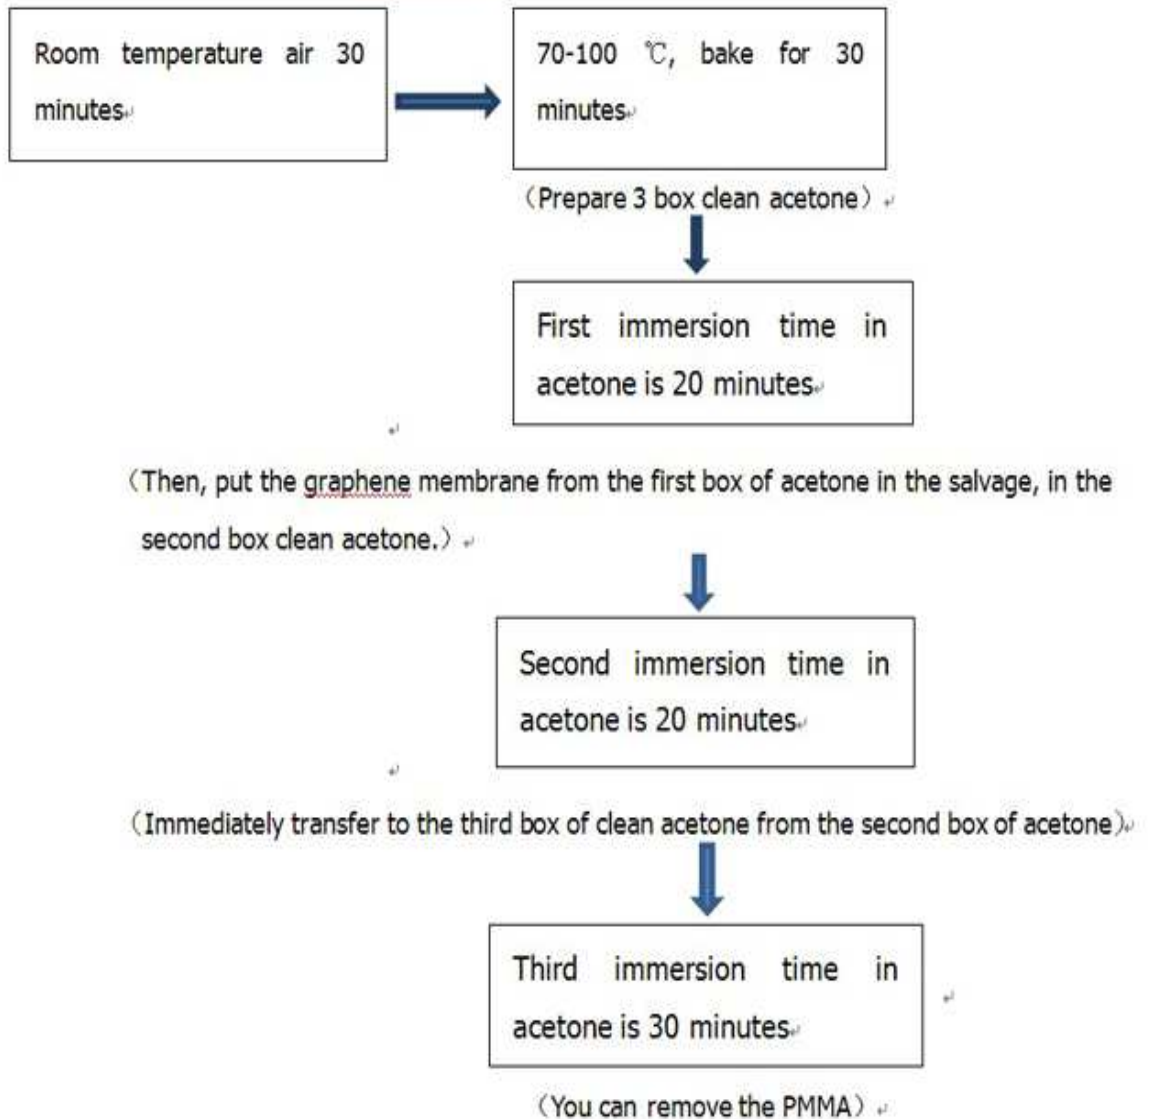 Room temperature air 30
minutes
70-100 ℃, bake for 30
minutes
（Prepare 3 box clean acetone）
First immersion time in
acetone is 20 minutes
（Then, put the graphene membrane from the first box of acetone in the salvage, in the
second box clean acetone.）
Second immersion time in
acetone is 20 minutes
（Immediately transfer to the third box of clean acetone from the second box of acetone）
Third immersion time in
acetone is 30 minutes
（You can remove the PMMA）